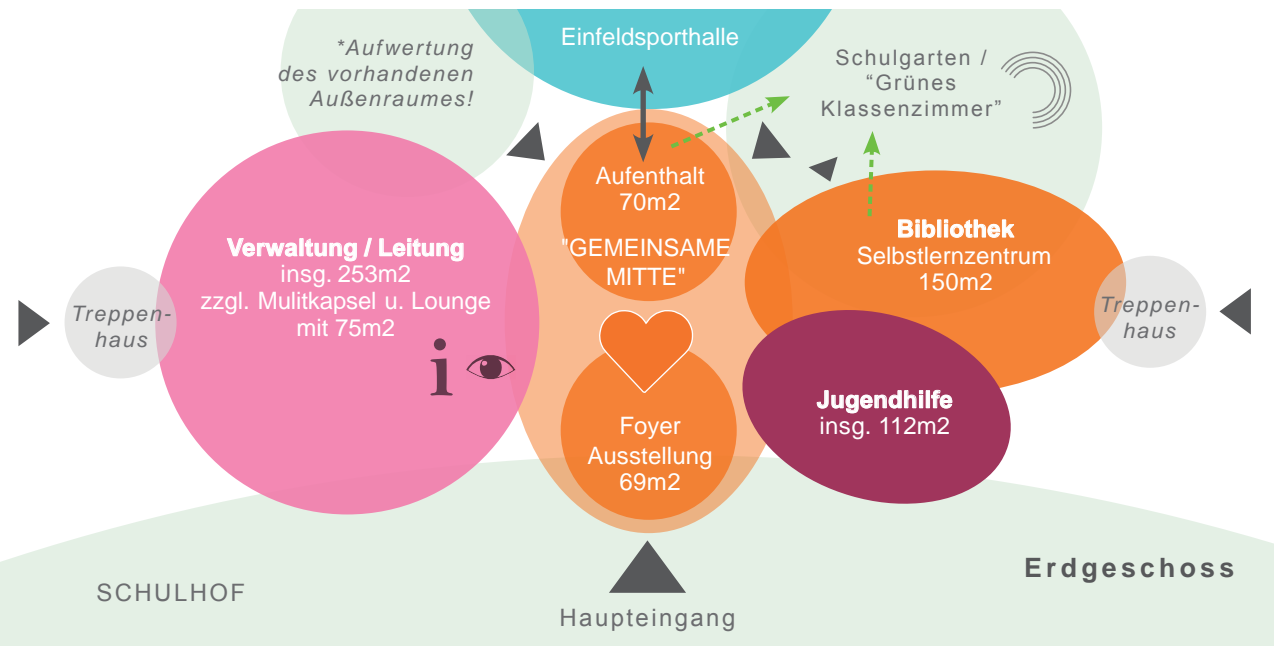 Einfeldsporthalle
*Aufwertung
des vorhandenen
Außenraumes!
Schulgarten /
“Grünes
Klassenzimmer”
Aufenthalt
70m2
"GEMEINSAME
MITTE"
Verwaltung / Leitung
insg. 253m2
zzgl. Mulitkapsel u. Lounge
mit 75m2
i
Bibliothek
Selbstlernzentrum
150m2
Treppen-
haus
Treppen-
haus
Jugendhilfe
insg. 112m2
Foyer
Ausstellung
69m2
Erdgeschoss
SCHULHOF
Haupteingang